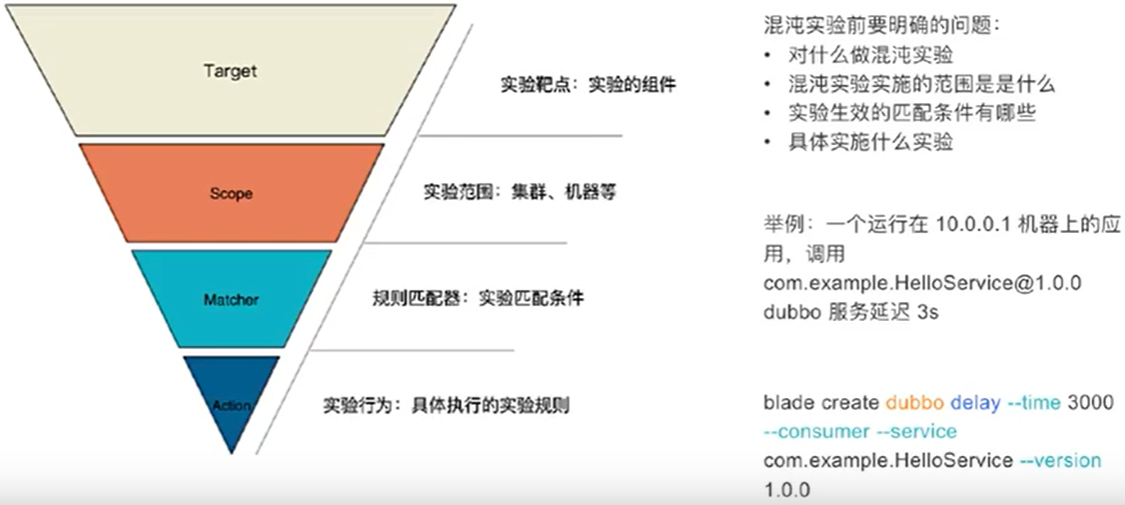 Target
实验靶点：实验的组件
Scope
实验范围：集群、机器等
Matcher
规则匹配器：实验匹配条件
Action
实验行为：具体执行的实验规则
混沌实验前要明确的问题：
• 对什么做混沌实验
• 混沌实验实施的范围是是什么
• 实验生效的匹配条件有哪些
• 具体实施什么实验
举例：一个运行在 10.0.0.1 机器上的应
用，调用
com.example.HelloService@1.0.0
dubbo 服务延迟 3s
blade create dubbo delay --time 3000
--consumer --service
com.example.HelloService --version
1.0.0